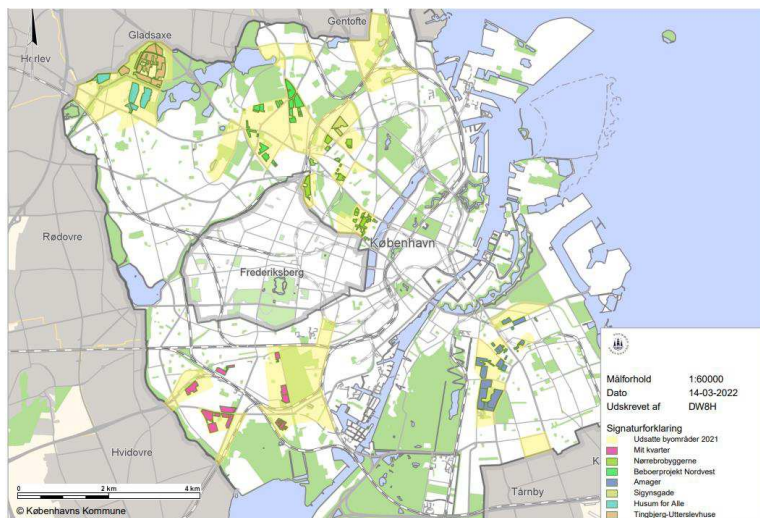 Gentofte
Gladsaxe
Herlev
København
Rødovre
Frederiksberg
Hvidovre
Tårnby
K
0 2 km 4 km
© Københavns Kommune
Målforhold 1:60000
Dato 14-03-2022
Udskrevet af DW8H
Signaturforklaring
Udsatte byområder 2021
Mit kvarter
Nørrebrobyggerne
Beboerprojekt Nordvest
Amager
Sigynsgade
Husum for Alle
Tingbjerg-Utterslevhuse